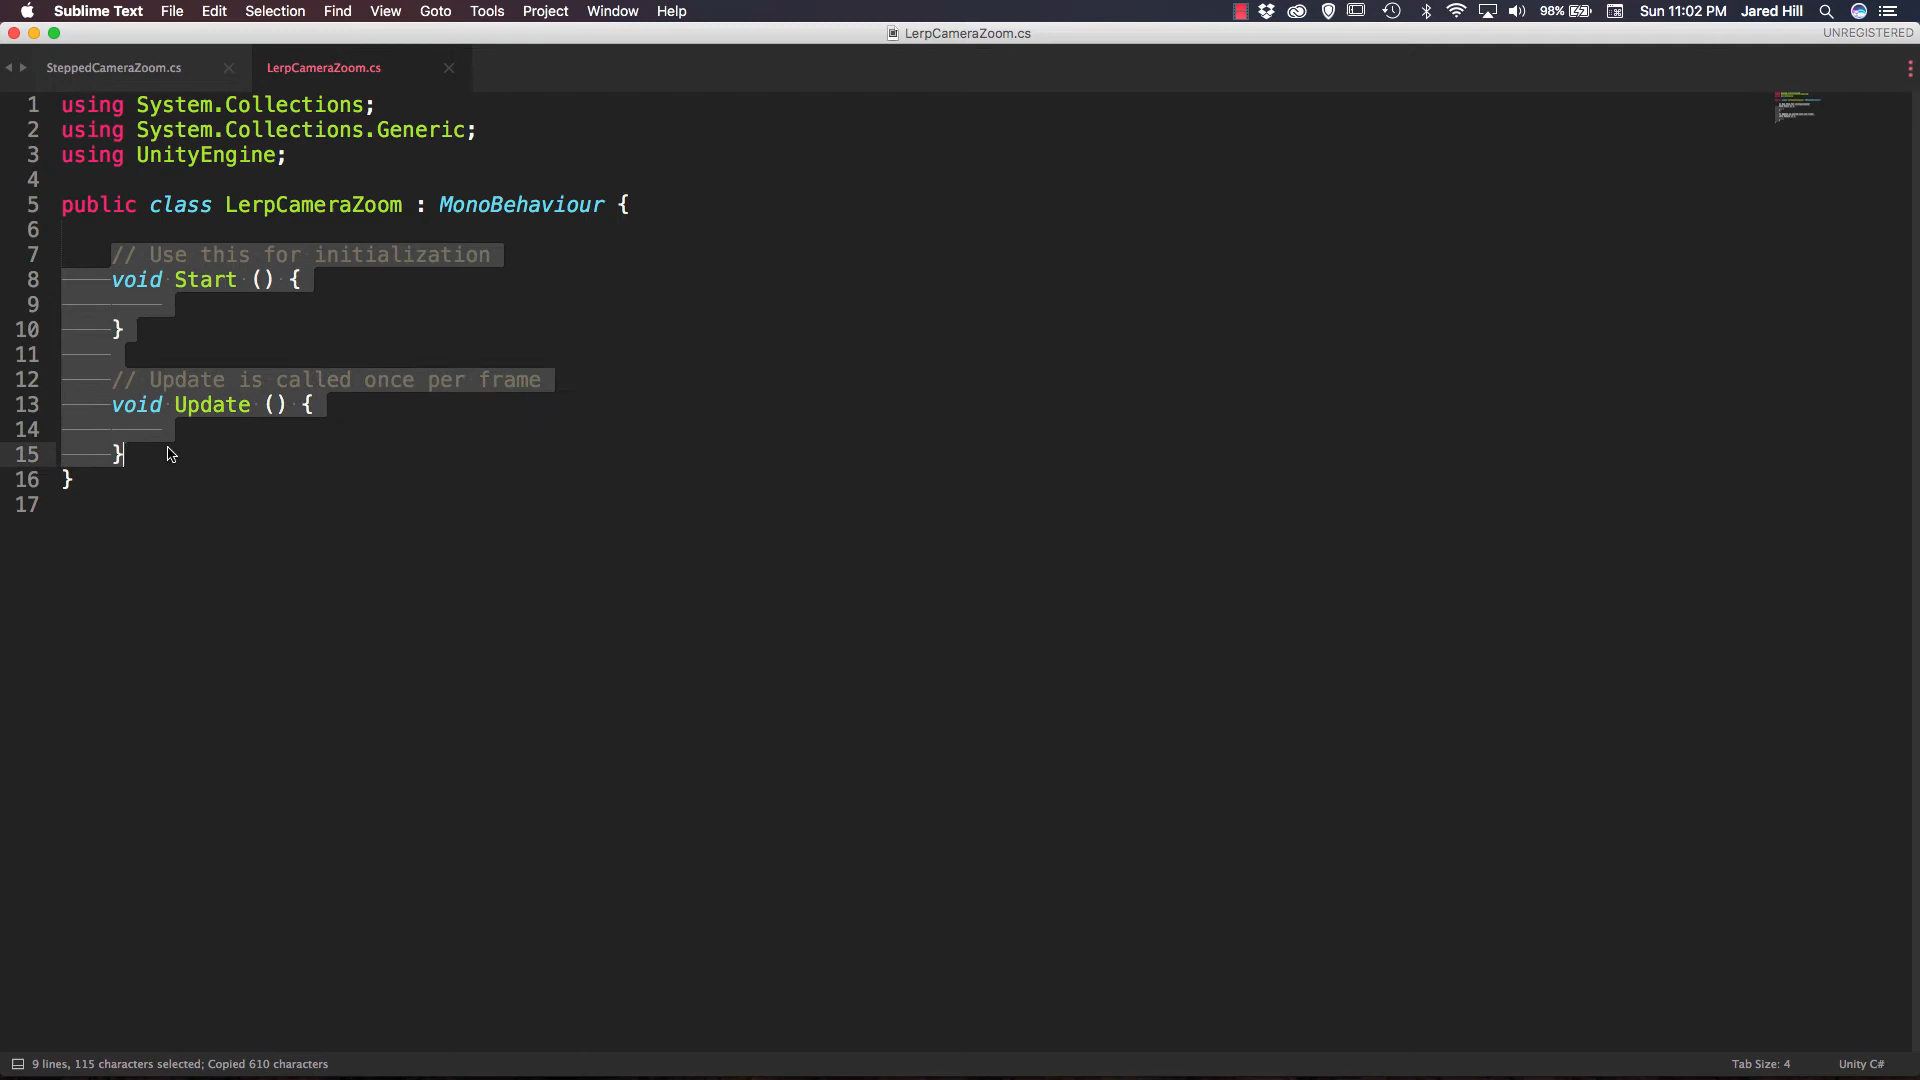 Sublime Text File Edit Selection Find View Goto Tools Project Window Help 98% Sun 11:02 PM Jared Hill
LerpCameraZoom.cs UNREGISTERED
SteppedCameraZoom.cs LerpCameraZoom.cs
1 using System.Collections;
2 using System.Collections.Generic;
3 using UnityEngine;
4
5 public class LerpCameraZoom : MonoBehaviour {
6
7 // Use this for initialization
8 void Start () {
9
10 }
11
12 // Update is called once per frame
13 void Update () {
14
15 }
16 }
17
9 lines, 115 characters selected; Copied 610 characters Tab Size: 4 Unity C#